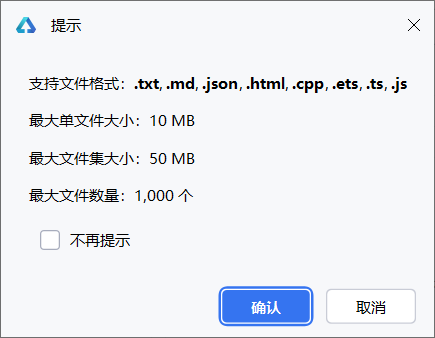 提示
支持文件格式：.txt, .md, .json, .html, .cpp, .ets, .ts, .js
最大单文件大小：10 MB
最大文件集大小：50 MB
最大文件数量：1,000 个
不再提示
确认 取消